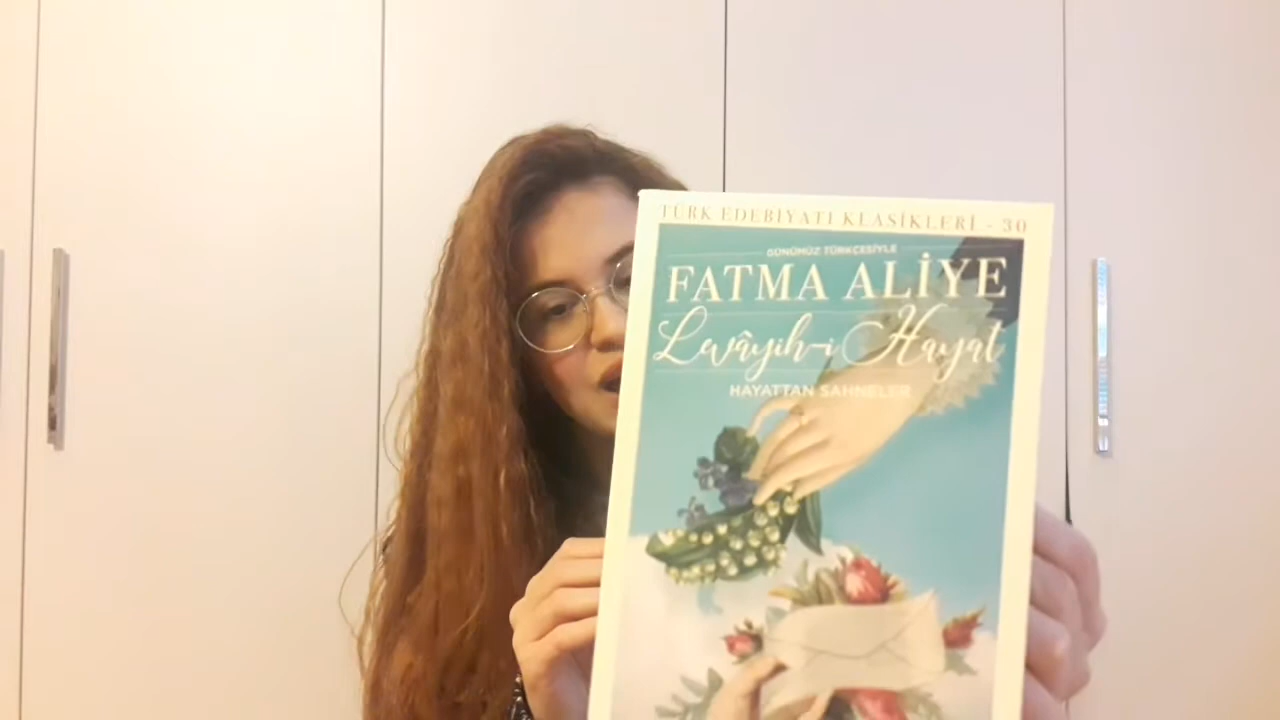 TÜRK EDEBİYATI KLASİKLERİ - 30
GÜNÜMÜZ TÜRKÇESİYLE
FATMA ALİYE
Levâyih-i Hayat
HAYATTAN SAHNELER